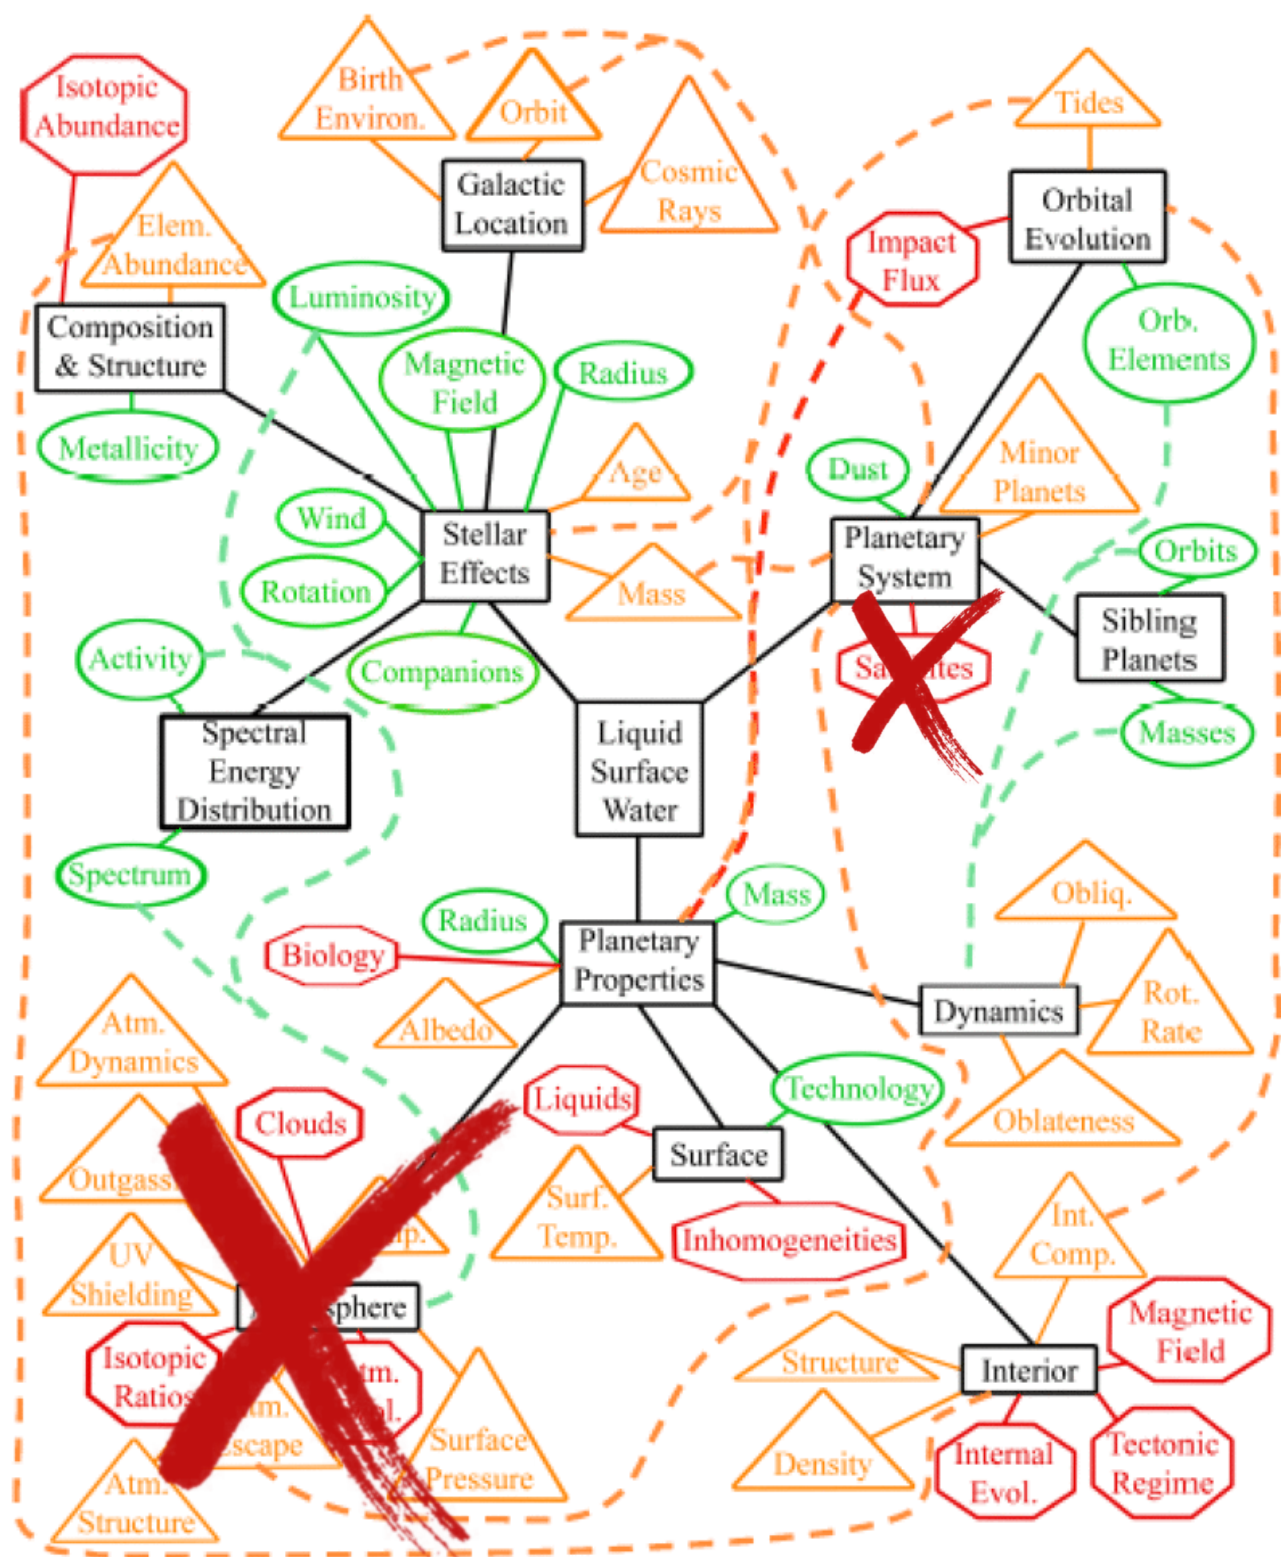 Isotopic
Abundance
Birth
Environ.
Orbit
Tides
Cosmic
Rays
Galactic
Location
Orbital
Evolution
Impact
Flux
Elem.
Abundance
Luminosity
Composition
& Structure
Magnetic
Field
Radius
Orb.
Elements
Metallicity
Age
Dust
Minor
Planets
Wind
Stellar
Effects
Planetary
System
Orbits
Rotation
Mass
Sibling
Planets
Activity
Companions
Masses
Spectral
Energy
Distribution
Liquid
Surface
Water
Spectrum
Radius
Mass
Obliq.
Biology
Planetary
Properties
Dynamics
Rot.
Rate
Albedo
Atm.
Dynamics
Clouds
Liquids
Technology
Oblateness
Surface
Surf.
Temp.
Inhomogeneities
Int.
Comp.
UV
Shielding
Isotopic
Ratios
Structure
Interior
Magnetic
Field
Surface
Pressure
Density
Internal
Evol.
Tectonic
Regime
Atm.
Structure